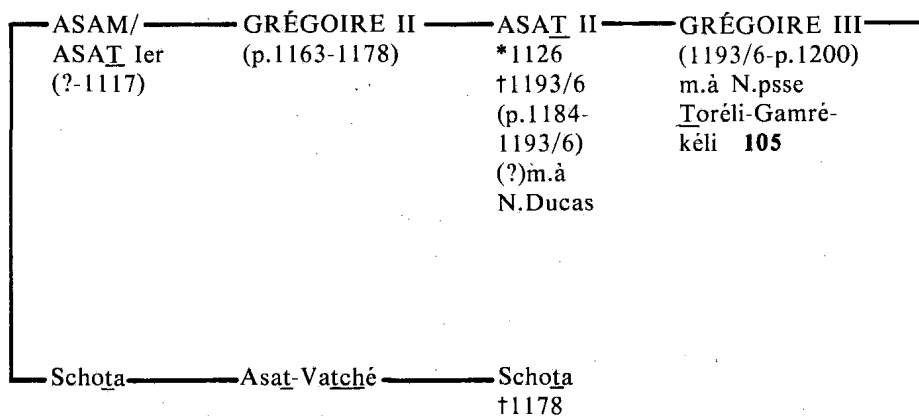 ASAM/
ASAT Ier
(?-1117)
GRÉGOIRE II
(p.1163-1178)
ASAT II
*1126
†1193/6
(p.1184-
1193/6)
(?)m.à
N.Ducas
GRÉGOIRE III
(1193/6-p.1200)
m.à N.psse
Toréli-Gamré-
kéli 105
Schota
Asat-Vatché
Schota
†1178